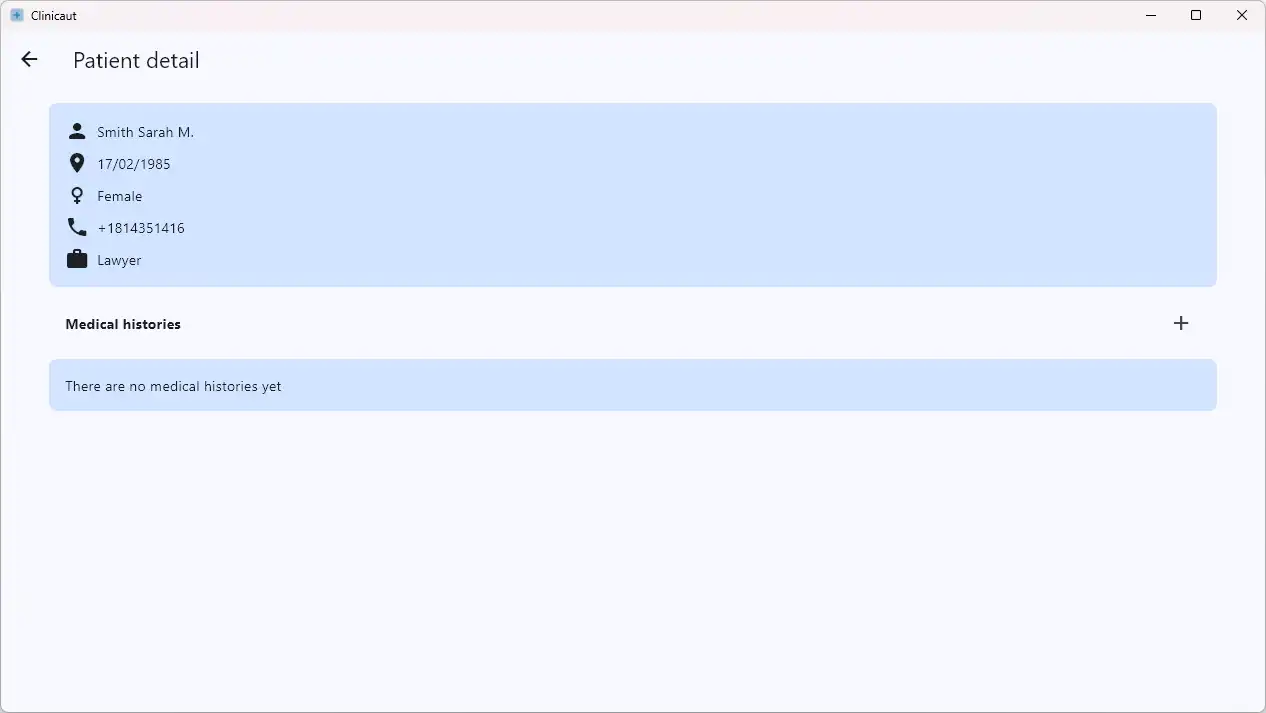 Clinicaut
Patient detail
Smith Sarah M.
17/02/1985
Female
+1814351416
Lawyer
Medical histories
There are no medical histories yet